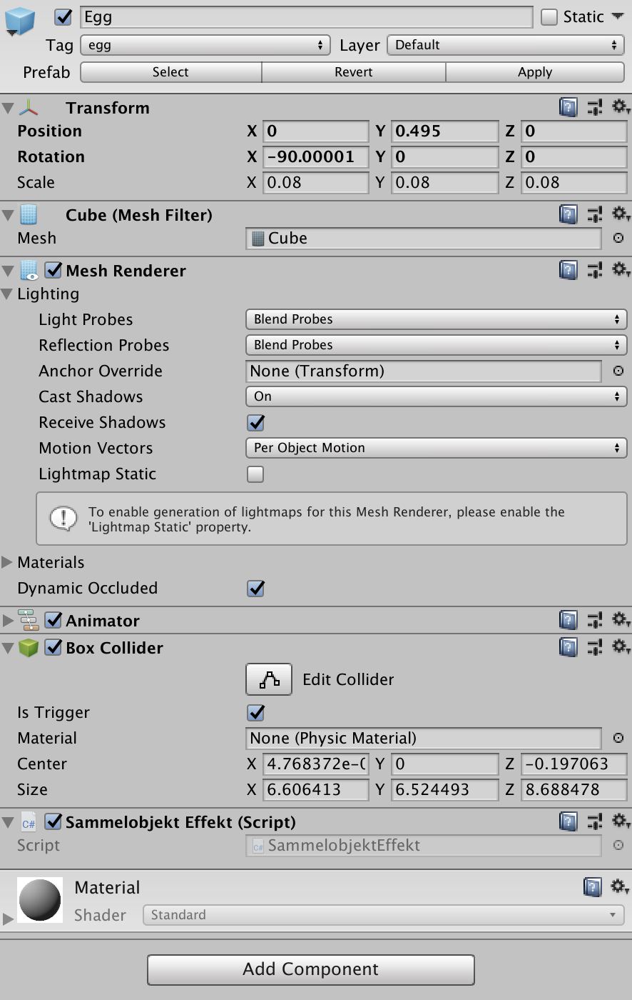 Egg Static
Tag egg Layer Default
Prefab Select Revert Apply
Transform
Position X 0 Y 0.495 Z 0
Rotation X -90.00001 Y 0 Z 0
Scale X 0.08 Y 0.08 Z 0.08
Cube (Mesh Filter)
Mesh Cube
Mesh Renderer
Lighting
Light Probes Blend Probes
Reflection Probes Blend Probes
Anchor Override None (Transform)
Cast Shadows On
Receive Shadows
Motion Vectors Per Object Motion
Lightmap Static
To enable generation of lightmaps for this Mesh Renderer, please enable the
'Lightmap Static' property.
Materials
Dynamic Occluded
Animator
Box Collider
Edit Collider
Is Trigger
Material None (Physic Material)
Center X 4.768372e-0 Y 0 Z -0.197063
Size X 6.606413 Y 6.524493 Z 8.688478
C# Sammelobjekt Effekt (Script)
Script C# SammelobjektEffekt
Material
Shader Standard
Add Component